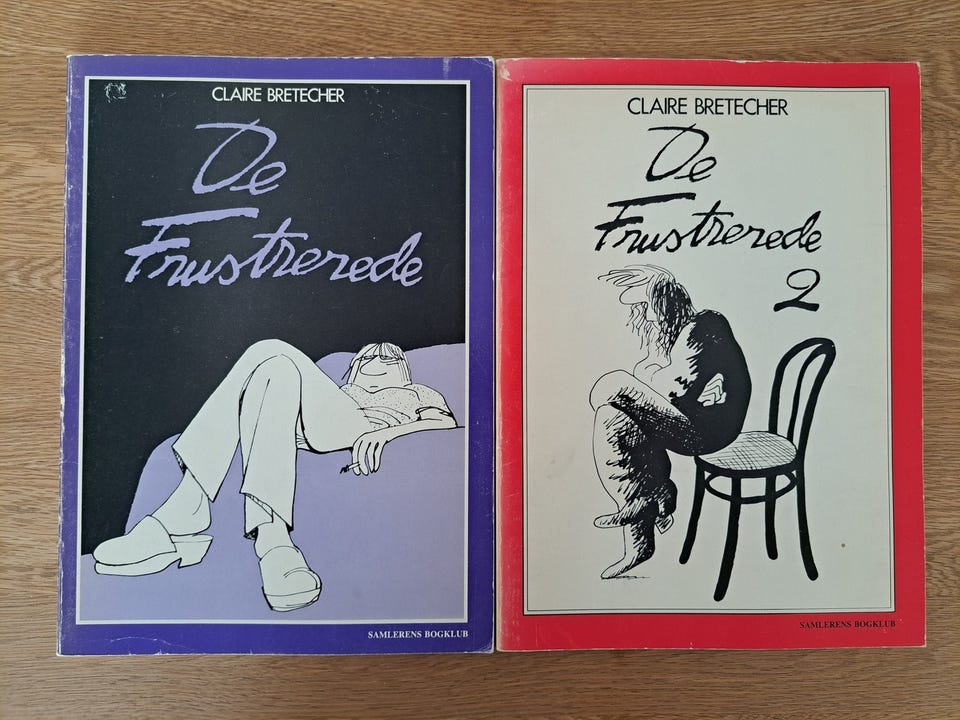 CLAIRE BRETECHER
De
Frustrerede
SAMLERENS BOGKLUB
CLAIRE BRETECHER
De
Frustrerede
2
SAMLERENS BOGKLUB